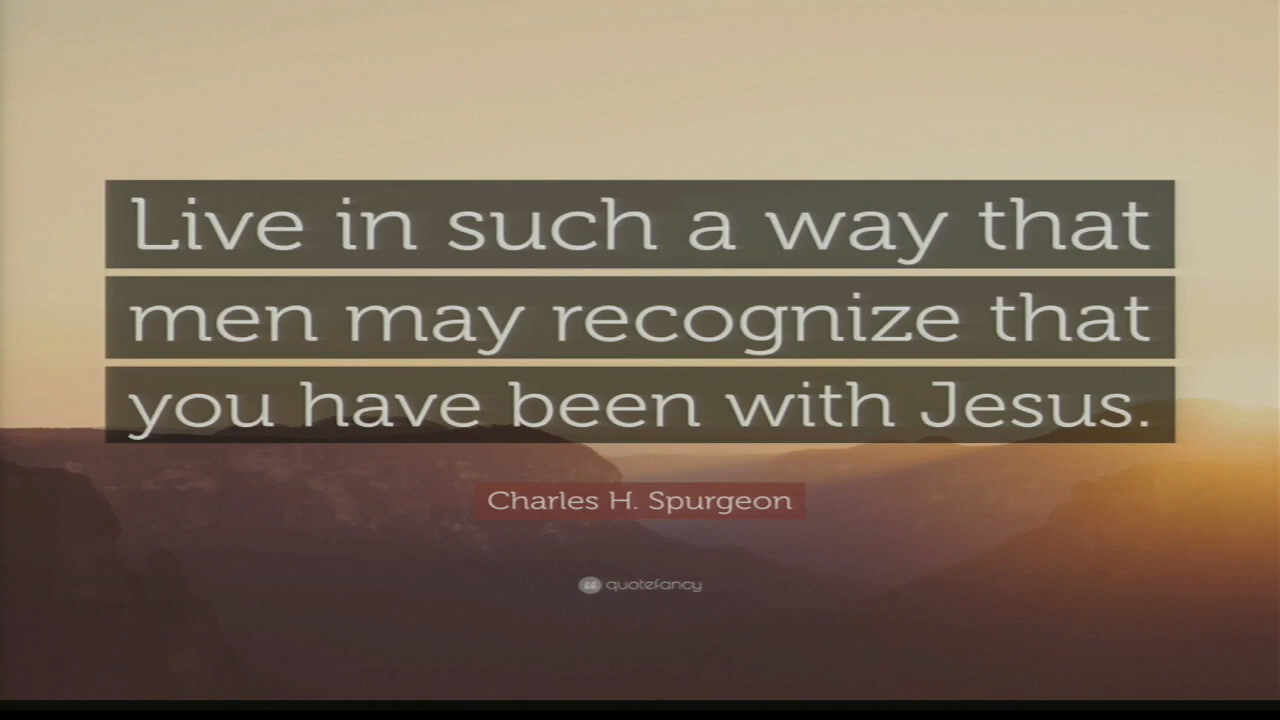 Live in such a way that
men may recognize that
you have been with Jesus.
Charles H. Spurgeon
quotefancy